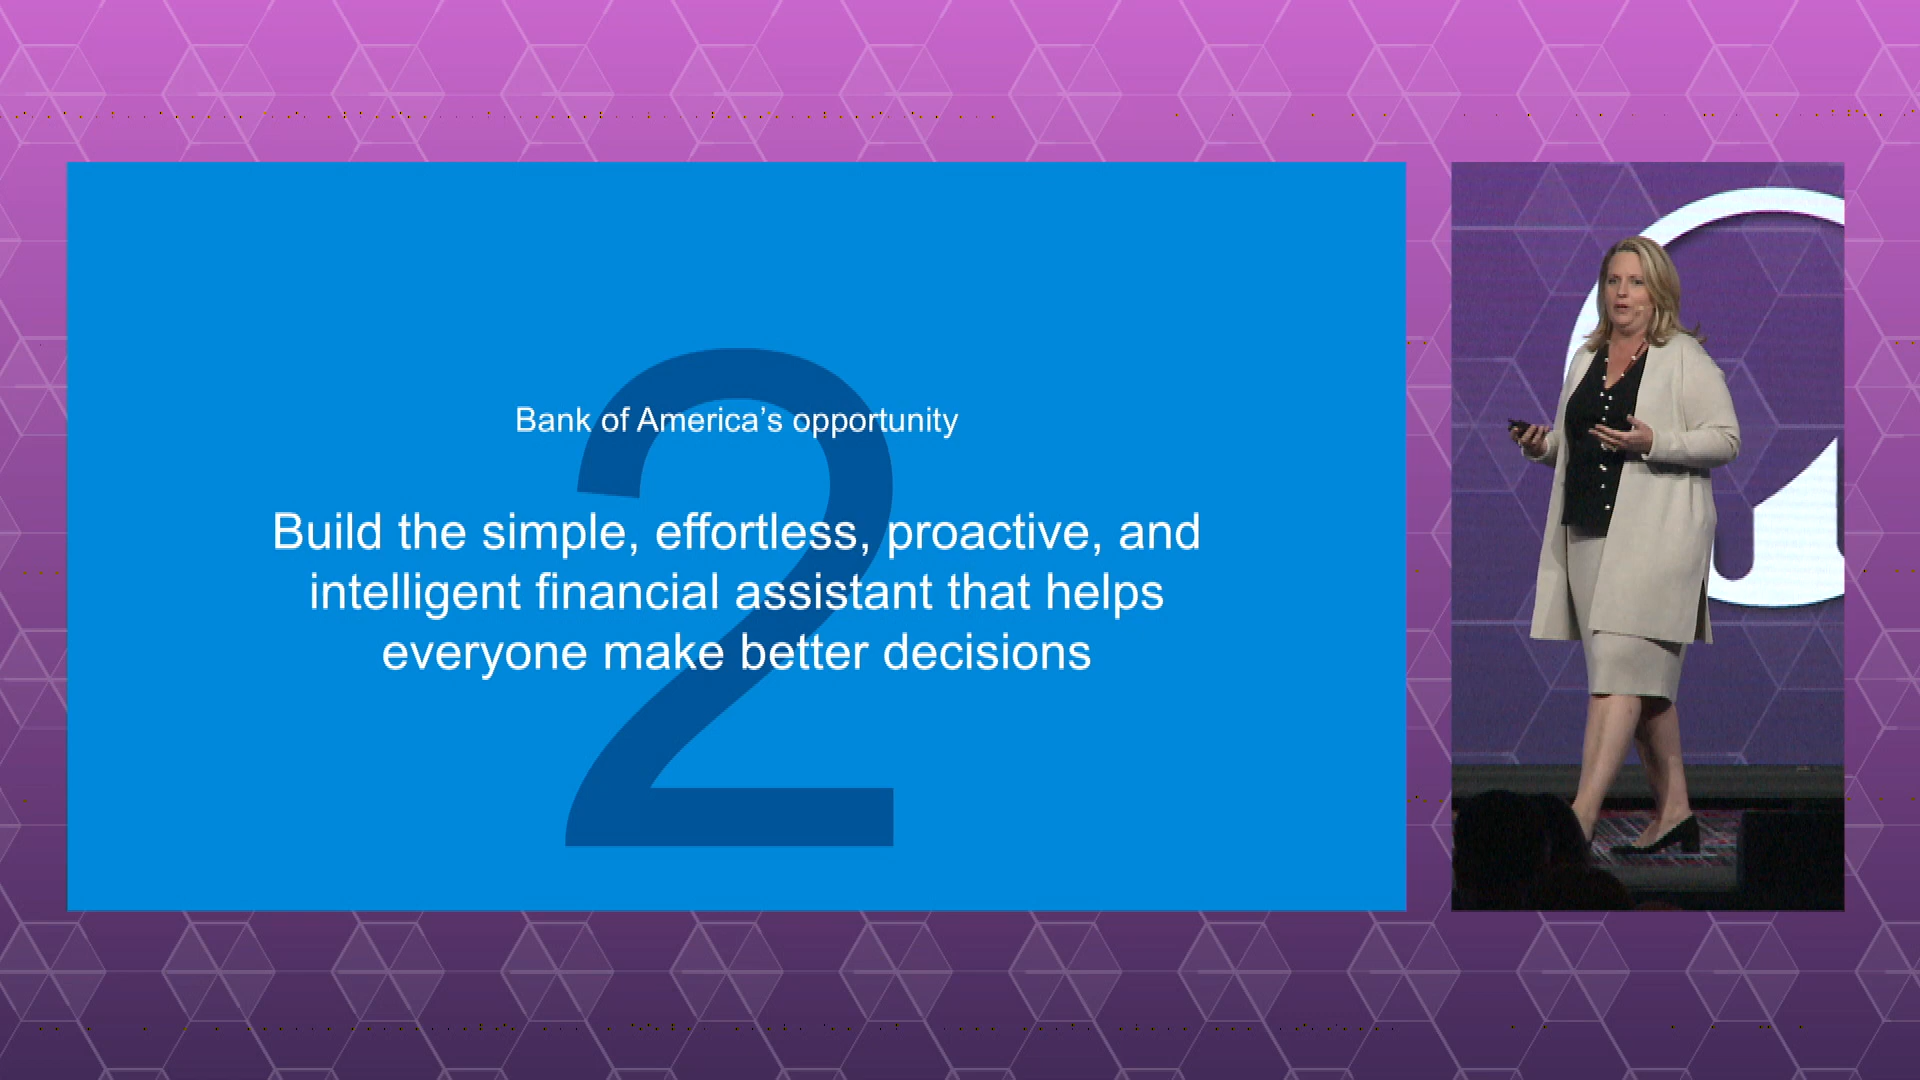 2
Bank of America’s opportunity
Build the simple, effortless, proactive, and
intelligent financial assistant that helps
everyone make better decisions